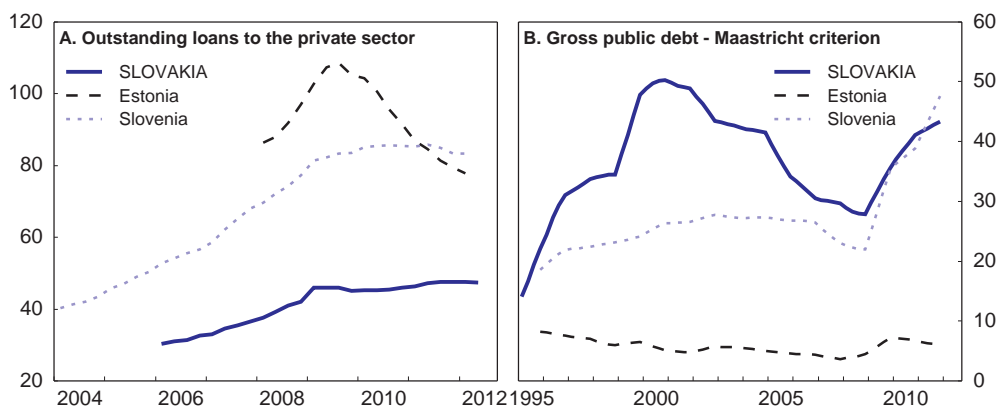 A. Outstanding loans to the private sector
SLOVAKIA
Estonia
Slovenia
120
100
80
60
40
20
2004 2006 2008 2010 2012
B. Gross public debt - Maastricht criterion
SLOVAKIA
Estonia
Slovenia
60
50
40
30
20
10
0
1995 2000 2005 2010